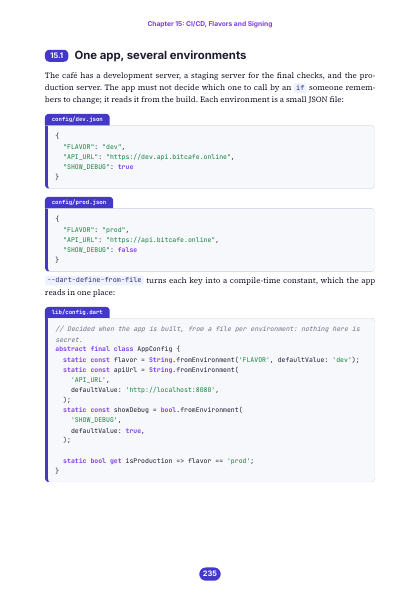 Chapter 15: CI/CD, Flavors and Signing
15.1 One app, several environments
The café has a development server, a staging server for the final checks, and the pro-
duction server. The app must not decide which one to call by an if someone remem-
bers to change; it reads it from the build. Each environment is a small JSON file:
config/dev.json
{
"FLAVOR": "dev",
"API_URL": "https://dev.api.bitcafe.online",
"SHOW_DEBUG": true
}
config/prod.json
{
"FLAVOR": "prod",
"API_URL": "https://api.bitcafe.online",
"SHOW_DEBUG": false
}
--dart-define-from-file turns each key into a compile-time constant, which the app
reads in one place:
lib/config.dart
// Decided when the app is built, from a file per environment: nothing here is
secret.
abstract final class AppConfig {
static const flavor = String.fromEnvironment('FLAVOR', defaultValue: 'dev');
static const apiUrl = String.fromEnvironment(
'API_URL',
defaultValue: 'http://localhost:8080',
);
static const showDebug = bool.fromEnvironment(
'SHOW_DEBUG',
defaultValue: true,
);
static bool get isProduction => flavor == 'prod';
}
235